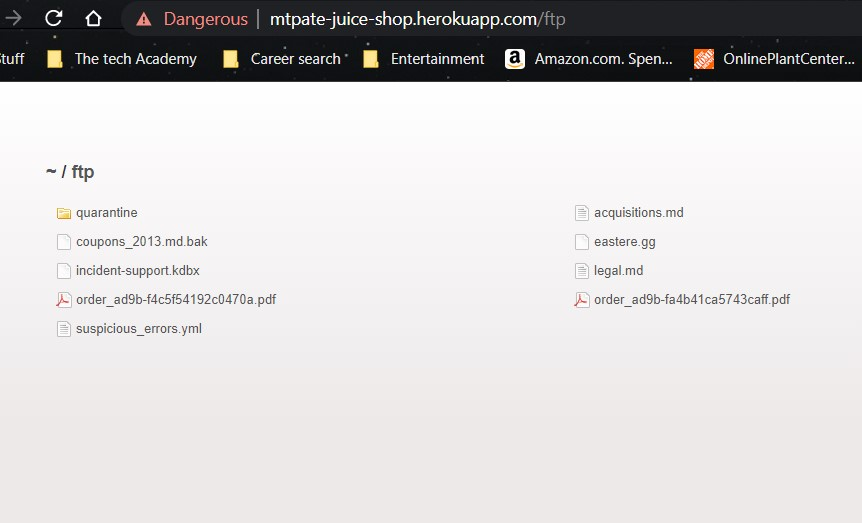 Dangerous | mtpate-juice-shop.herokuapp.com/ftp
tuff The tech Academy Career search Entertainment Amazon.com. Spen... OnlinePlantCenter...
~ / ftp
quarantine acquisitions.md
coupons_2013.md.bak eastere.gg
incident-support.kdbx legal.md
order_ad9b-f4c5f54192c0470a.pdf order_ad9b-fa4b41ca5743caff.pdf
suspicious_errors.yml